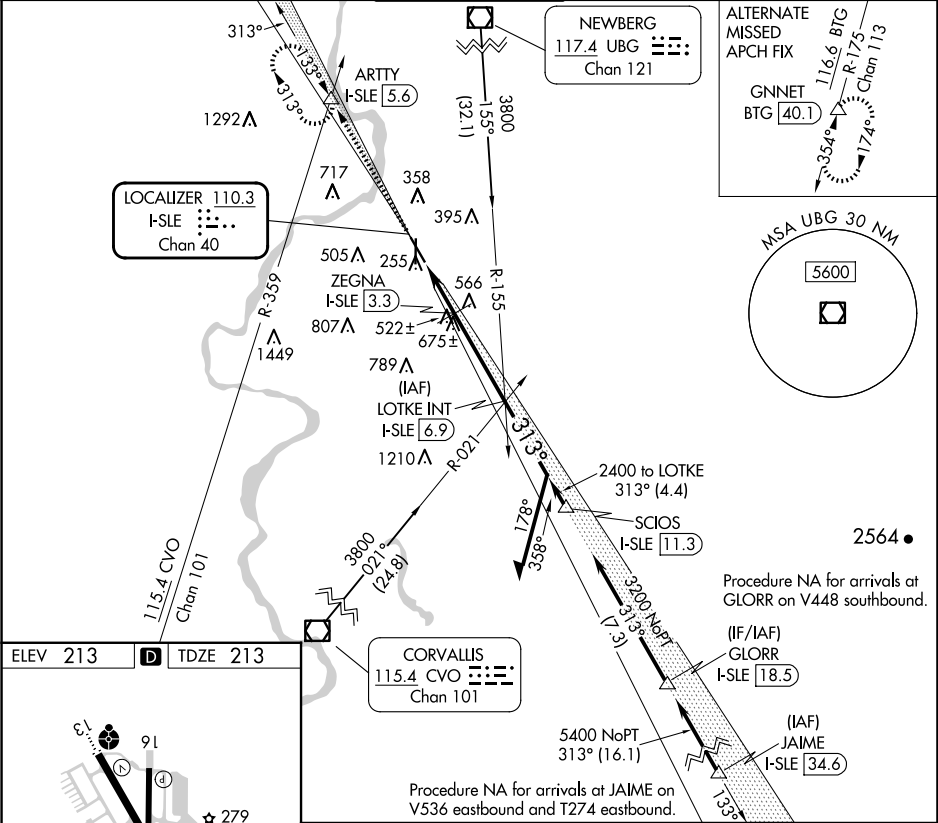 313°
133°
313°
ARTTY
I-SLE 5.6
1292
717
358
395
LOCALIZER 110.3
I-SLE
Chan 40
505
255
ZEGNA
I-SLE 3.3
566
807
522±
675±
R-359
1449
789
(IAF)
LOTKE INT
I-SLE 6.9
1210
R-021
NEWBERG
117.4 UBG
Chan 121
3800
155°
(32.1)
R-155
ALTERNATE
MISSED
APCH FIX
116.6 BTG
R-175
Chan 113
GNNET
BTG 40.1
354°
174°
MSA UBG 30 NM
5600
313°
2400 to LOTKE
313° (4.4)
178°
358°
SCIOS
I-SLE 11.3
2564
Procedure NA for arrivals at
GLORR on V448 southbound.
3200 NoPT
313°
(7.3)
(IF/IAF)
GLORR
I-SLE 18.5
3800
021°
(24.8)
115.4 CVO
Chan 101
CORVALLIS
115.4 CVO
Chan 101
5400 NoPT
313° (16.1)
(IAF)
JAIME
I-SLE 34.6
133°
Procedure NA for arrivals at JAIME on
V536 eastbound and T274 eastbound.
ELEV 213 D TDZE 213
13
16
V
P
279